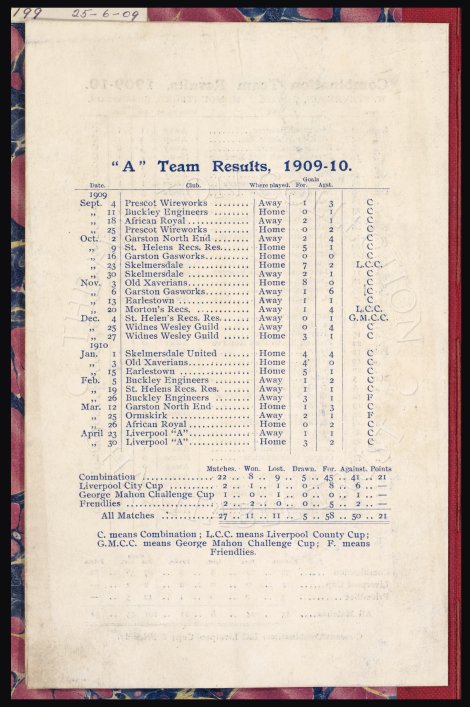 199 25-6-09
"A" Team Results, 1909-10.
Goals
Date. Club. Where played. For. Agst.
1909
Sept. 4 Prescot Wireworks ........ Away 1 3 C
„ 11 Buckley Engineers ........ Home 0 1 C
„ 18 African Royal .............. Away 2 1 C
„ 25 Prescot Wireworks ........ Home 0 2 C
Oct. 2 Garston North End ........ Away 2 4 C
„ 9 St. Helens Recs. Res....... Home 5 1 C
„ 16 Garston Gasworks.......... Home 0 0 C
„ 23 Skelmersdale .............. Home 7 2 L.C.C.
„ 30 Skelmersdale .............. Away 2 1 C
Nov. 3 Old Xaverians.............. Home 8 0 C
„ 6 Garston Gasworks.......... Away 1 6 C
„ 13 Earlestown ................ Away 1 1 C
„ 20 Morton's Recs. ............ Away 1 4 L.C.C.
Dec. 4 St. Helen's Recs. Res....... Away 0 1 G.M.C.C.
„ 25 Widnes Wesley Guild ...... Away 0 4 C
„ 27 Widnes Wesley Guild ...... Home 3 1 C
1910
Jan. 1 Skelmersdale United ...... Home 4 4 C
„ 3 Old Xaverians.............. Home 4 0 C
„ 15 Earlestown ................ Home 5 1 C
Feb. 5 Buckley Engineers ........ Away 1 2 C
„ 19 St. Helens Recs. Res....... Away 1 1 C
„ 26 Buckley Engineers ........ Away 3 1 F
Mar. 12 Garston North End ........ Home 1 3 C
„ 25 Ormskirk .................. Away 2 1 F
„ 26 African Royal .............. Home 0 2 C
April 23 Liverpool "A".............. Away 1 1 C
„ 30 Liverpool "A".............. Home 3 2 C
Matches. Won. Lost. Drawn. For. Against. Points
Combination .............. 22 .. 8 .. 9 .. 5 .. 45 .. 41 .. 21
Liverpool City Cup ........ 2 .. 1 .. 1 .. 0 .. 8 .. 6 .. —
George Mahon Challenge Cup 1 .. 0 .. 1 .. 0 .. 0 .. 1 .. —
Frendlies .................. 2 .. 2 .. 0 .. 0 .. 5 .. 2 .. —
All Matches .......... 27 .. 11 .. 11 .. 5 .. 58 .. 50 .. 21
C. means Combination; L.C.C. means Liverpool County Cup;
G.M.C.C. means George Mahon Challenge Cup; F. means
Friendlies.